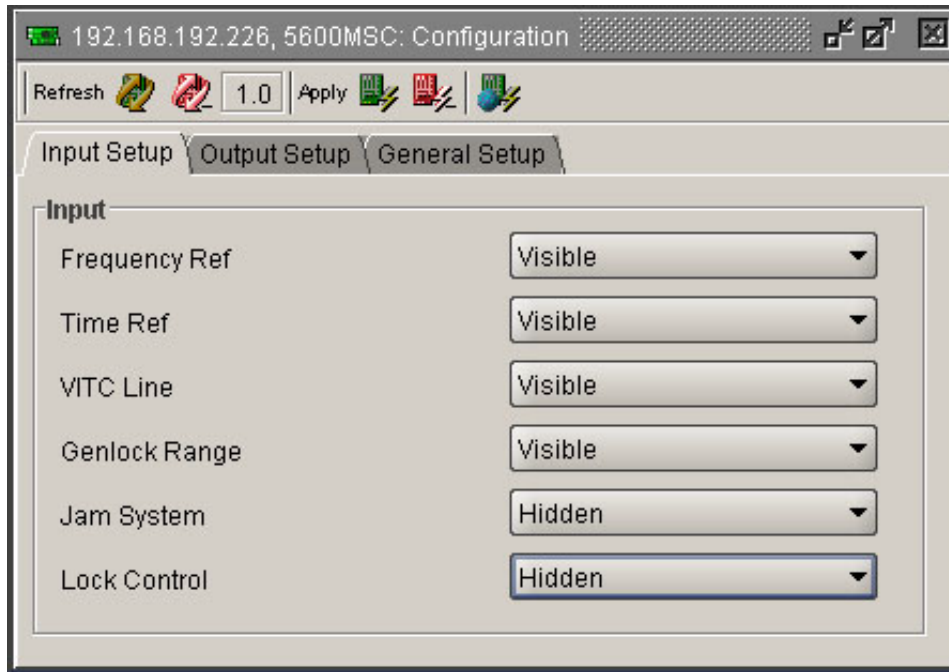 192.168.192.226, 5600MSC: Configuration
Refresh 1.0 Apply
Input Setup Output Setup General Setup
Input
Frequency Ref Visible
Time Ref Visible
VITC Line Visible
Genlock Range Visible
Jam System Hidden
Lock Control Hidden